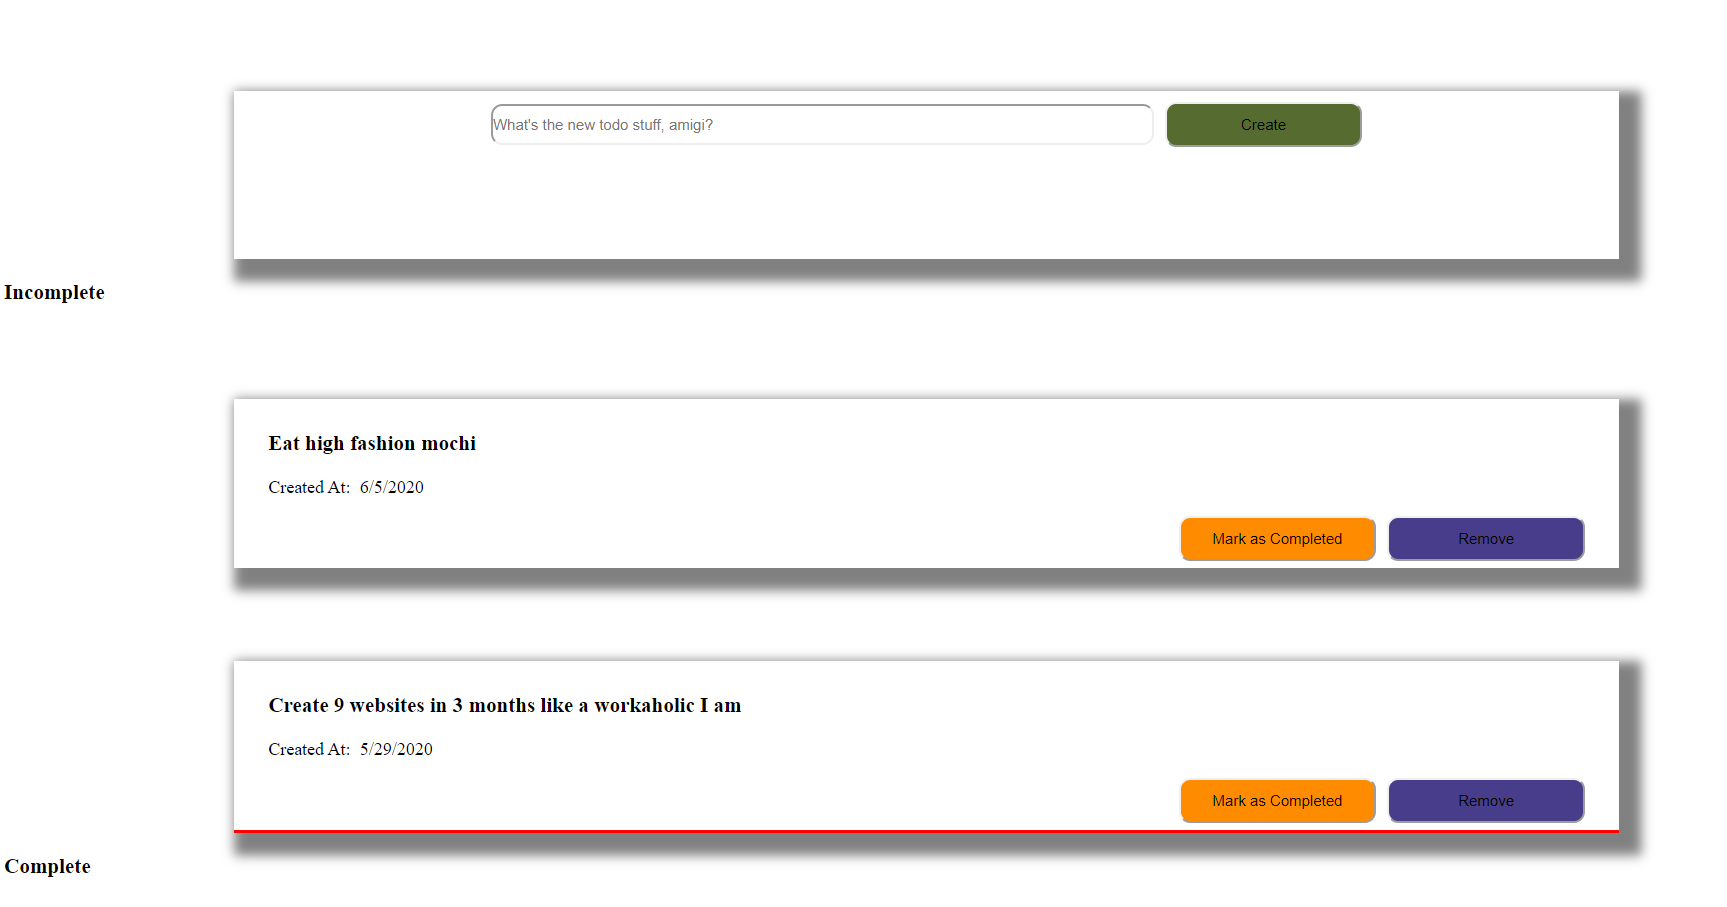 What's the new todo stuff, amigi? Create
Incomplete
Eat high fashion mochi
Created At: 6/5/2020
Mark as Completed Remove
Create 9 websites in 3 months like a workaholic I am
Created At: 5/29/2020
Mark as Completed Remove
Complete